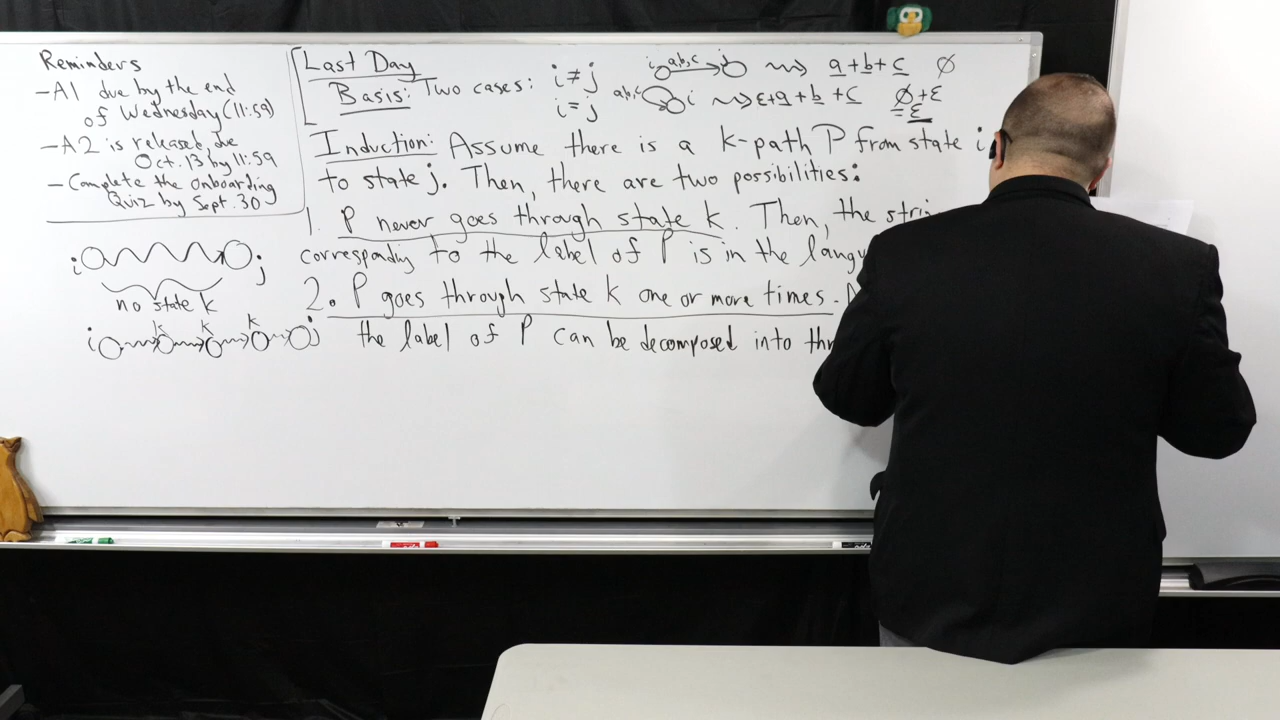 Reminders
- A1 due by the end
of Wednesday (11:59)
- A2 is released, due
Oct. 13 by 11:59
- Complete the Onboarding
Quiz by Sept. 30
i j
no state k
k k k
i j
Last Day
Basis: Two cases: i ≠ j
i = j
i a,b,c j ⇝ a + b + c ∅
a,b,c i ⇝ ε + a + b + c ∅ + ε
= ε
Induction: Assume there is a k-path P from state i
to state j. Then, there are two possibilities:
1. P never goes through state k. Then, the
corresponding to the label of P is in the
2. P goes through state k one or more times.
the label of P can be decomposed into